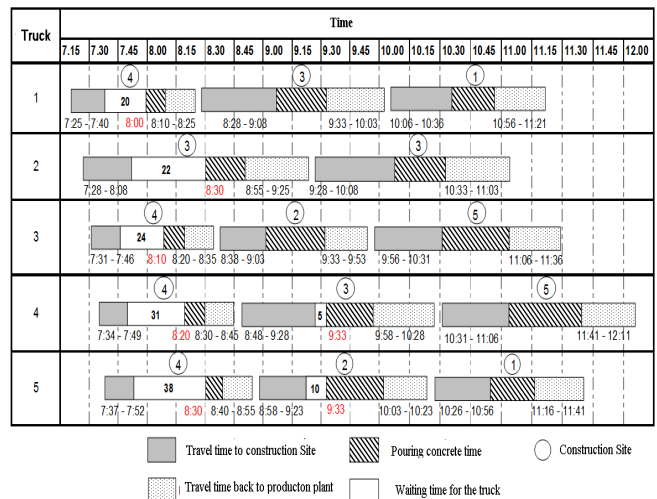 Truck
Time
7.15 7.30 7.45 8.00 8.15 8.30 8.45 9.00 9.15 9.30 9.45 10.00 10.15 10.30 10.45 11.00 11.15 11.30 11.45 12.00
4 3 1
1 20
7:25 - 7:40 8:00 8:10 - 8:25 8:28 - 9:08 9:33 - 10:03 10:06 - 10:36 10:56 - 11:21
3 3
2 22
7:28 - 8:08 8:30 8:55 - 9:25 9:28 - 10:08 10:33 - 11:03
4 2 5
3 24
7:31 - 7:46 8:10 8:20 - 8:35 8:38 - 9:03 9:33 - 9:53 9:56 - 10:31 11:06 - 11:36
4 3 5
4 31 5
7:34 - 7:49 8:20 8:30 - 8:45 8:48 - 9:28 9:33 9:58 - 10:28 10:31 - 11:06 11:41 - 12:11
4 2 1
5 38 10
7:37 - 7:52 8:30 8:40 - 8:55 8:58 - 9:23 9:33 10:03 - 10:23 10:26 - 10:56 11:16 - 11:41
Travel time to construction Site Pouring concrete time Construction Site
Travel time back to producton plant Waiting time for the truck